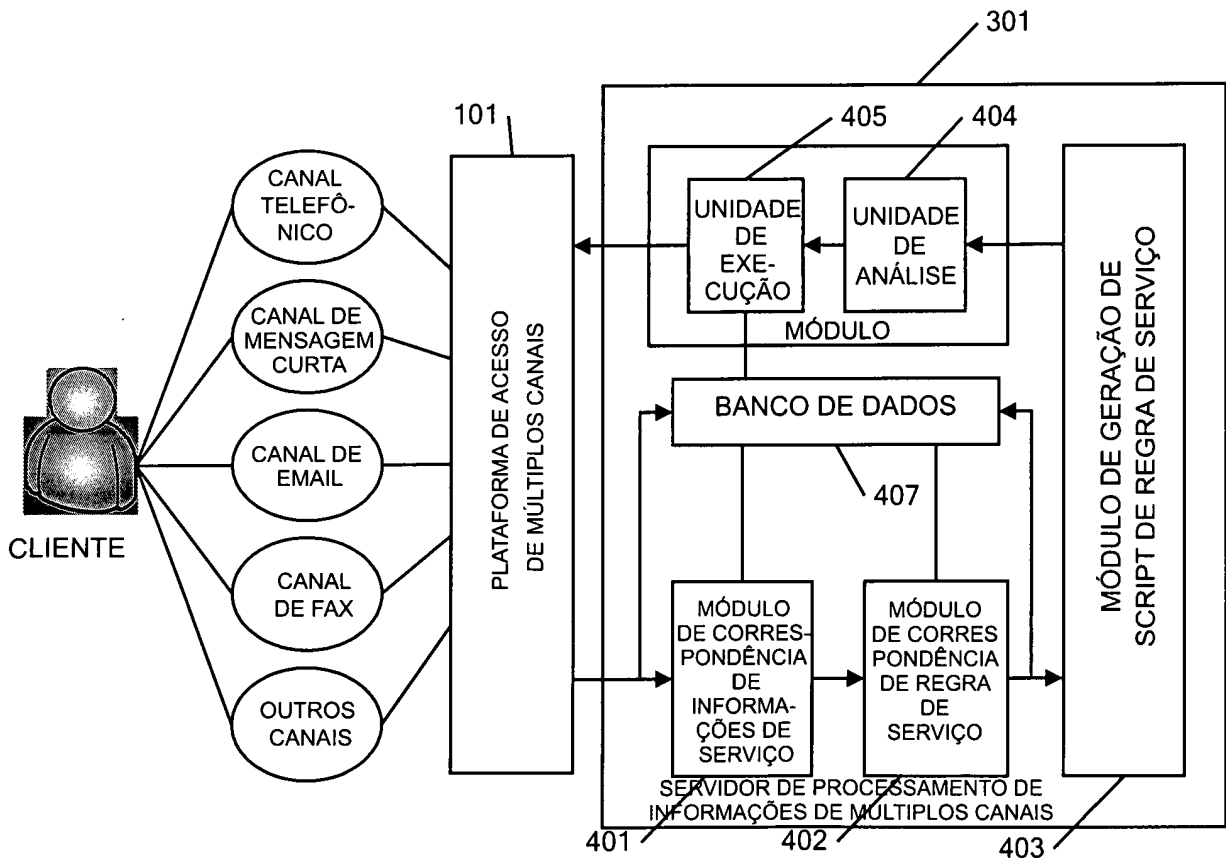 301
101
405
404
CANAL
TELEFÔ-
NICO
CANAL DE
MENSAGEM
CURTA
CANAL DE
EMAIL
CANAL
DE FAX
OUTROS
CANAIS
CLIENTE
PLATAFORMA DE ACESSO
DE MÚLTIPLOS CANAIS
UNIDADE
DE
EXE-
CUÇÃO
UNIDADE
DE
ANÁLISE
MÓDULO
BANCO DE DADOS
407
MÓDULO
DE CORRES-
PONDÊNCIA
DE
INFORMA-
ÇÕES DE
SERVIÇO
MÓDULO
DE CORRES
PONDÊNCIA
DE REGRA
DE
SERVIÇO
MÓDULO DE GERAÇÃO DE
SCRIPT DE REGRA DE SERVIÇO
SERVIDOR DE PROCESSAMENTO DE
INFORMAÇÕES DE MÚLTIPLOS CANAIS
401
402
403